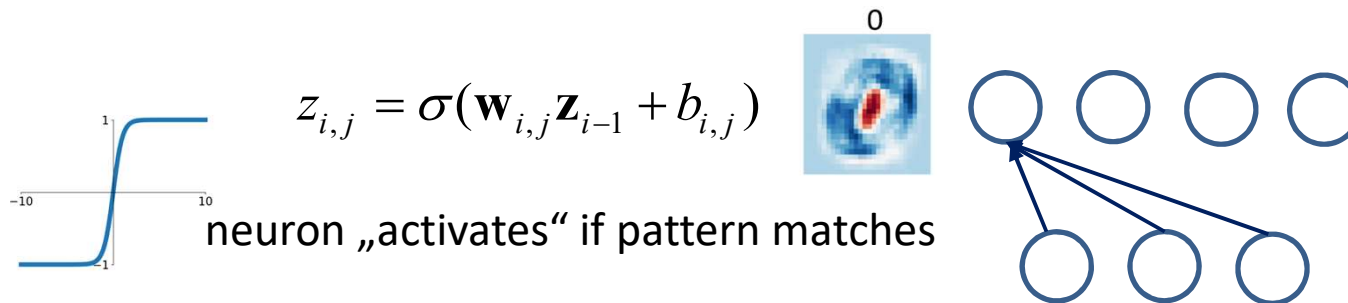 0
z_{i,j} = σ(w_{i,j}z_{i-1} + b_{i,j})
1
−10 10
neuron „activates“ if pattern matches
−1